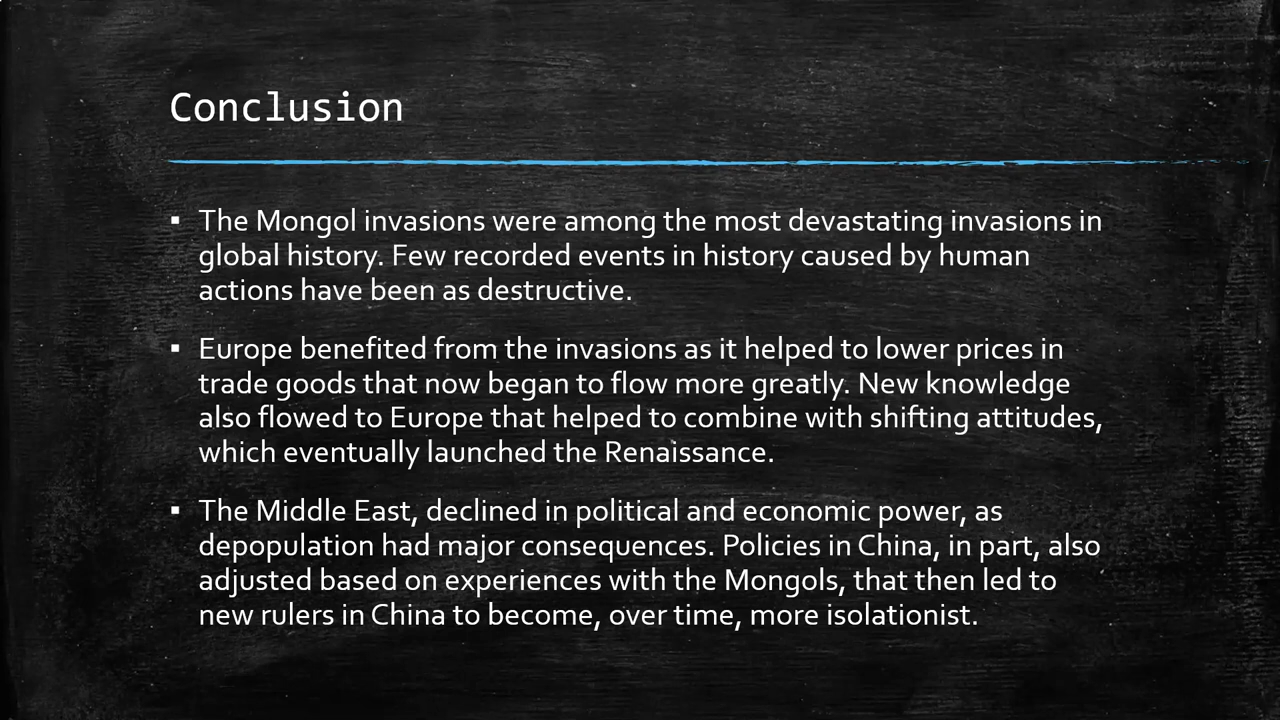 Conclusion
▪ The Mongol invasions were among the most devastating invasions in
global history. Few recorded events in history caused by human
actions have been as destructive.
▪ Europe benefited from the invasions as it helped to lower prices in
trade goods that now began to flow more greatly. New knowledge
also flowed to Europe that helped to combine with shifting attitudes,
which eventually launched the Renaissance.
▪ The Middle East, declined in political and economic power, as
depopulation had major consequences. Policies in China, in part, also
adjusted based on experiences with the Mongols, that then led to
new rulers in China to become, over time, more isolationist.